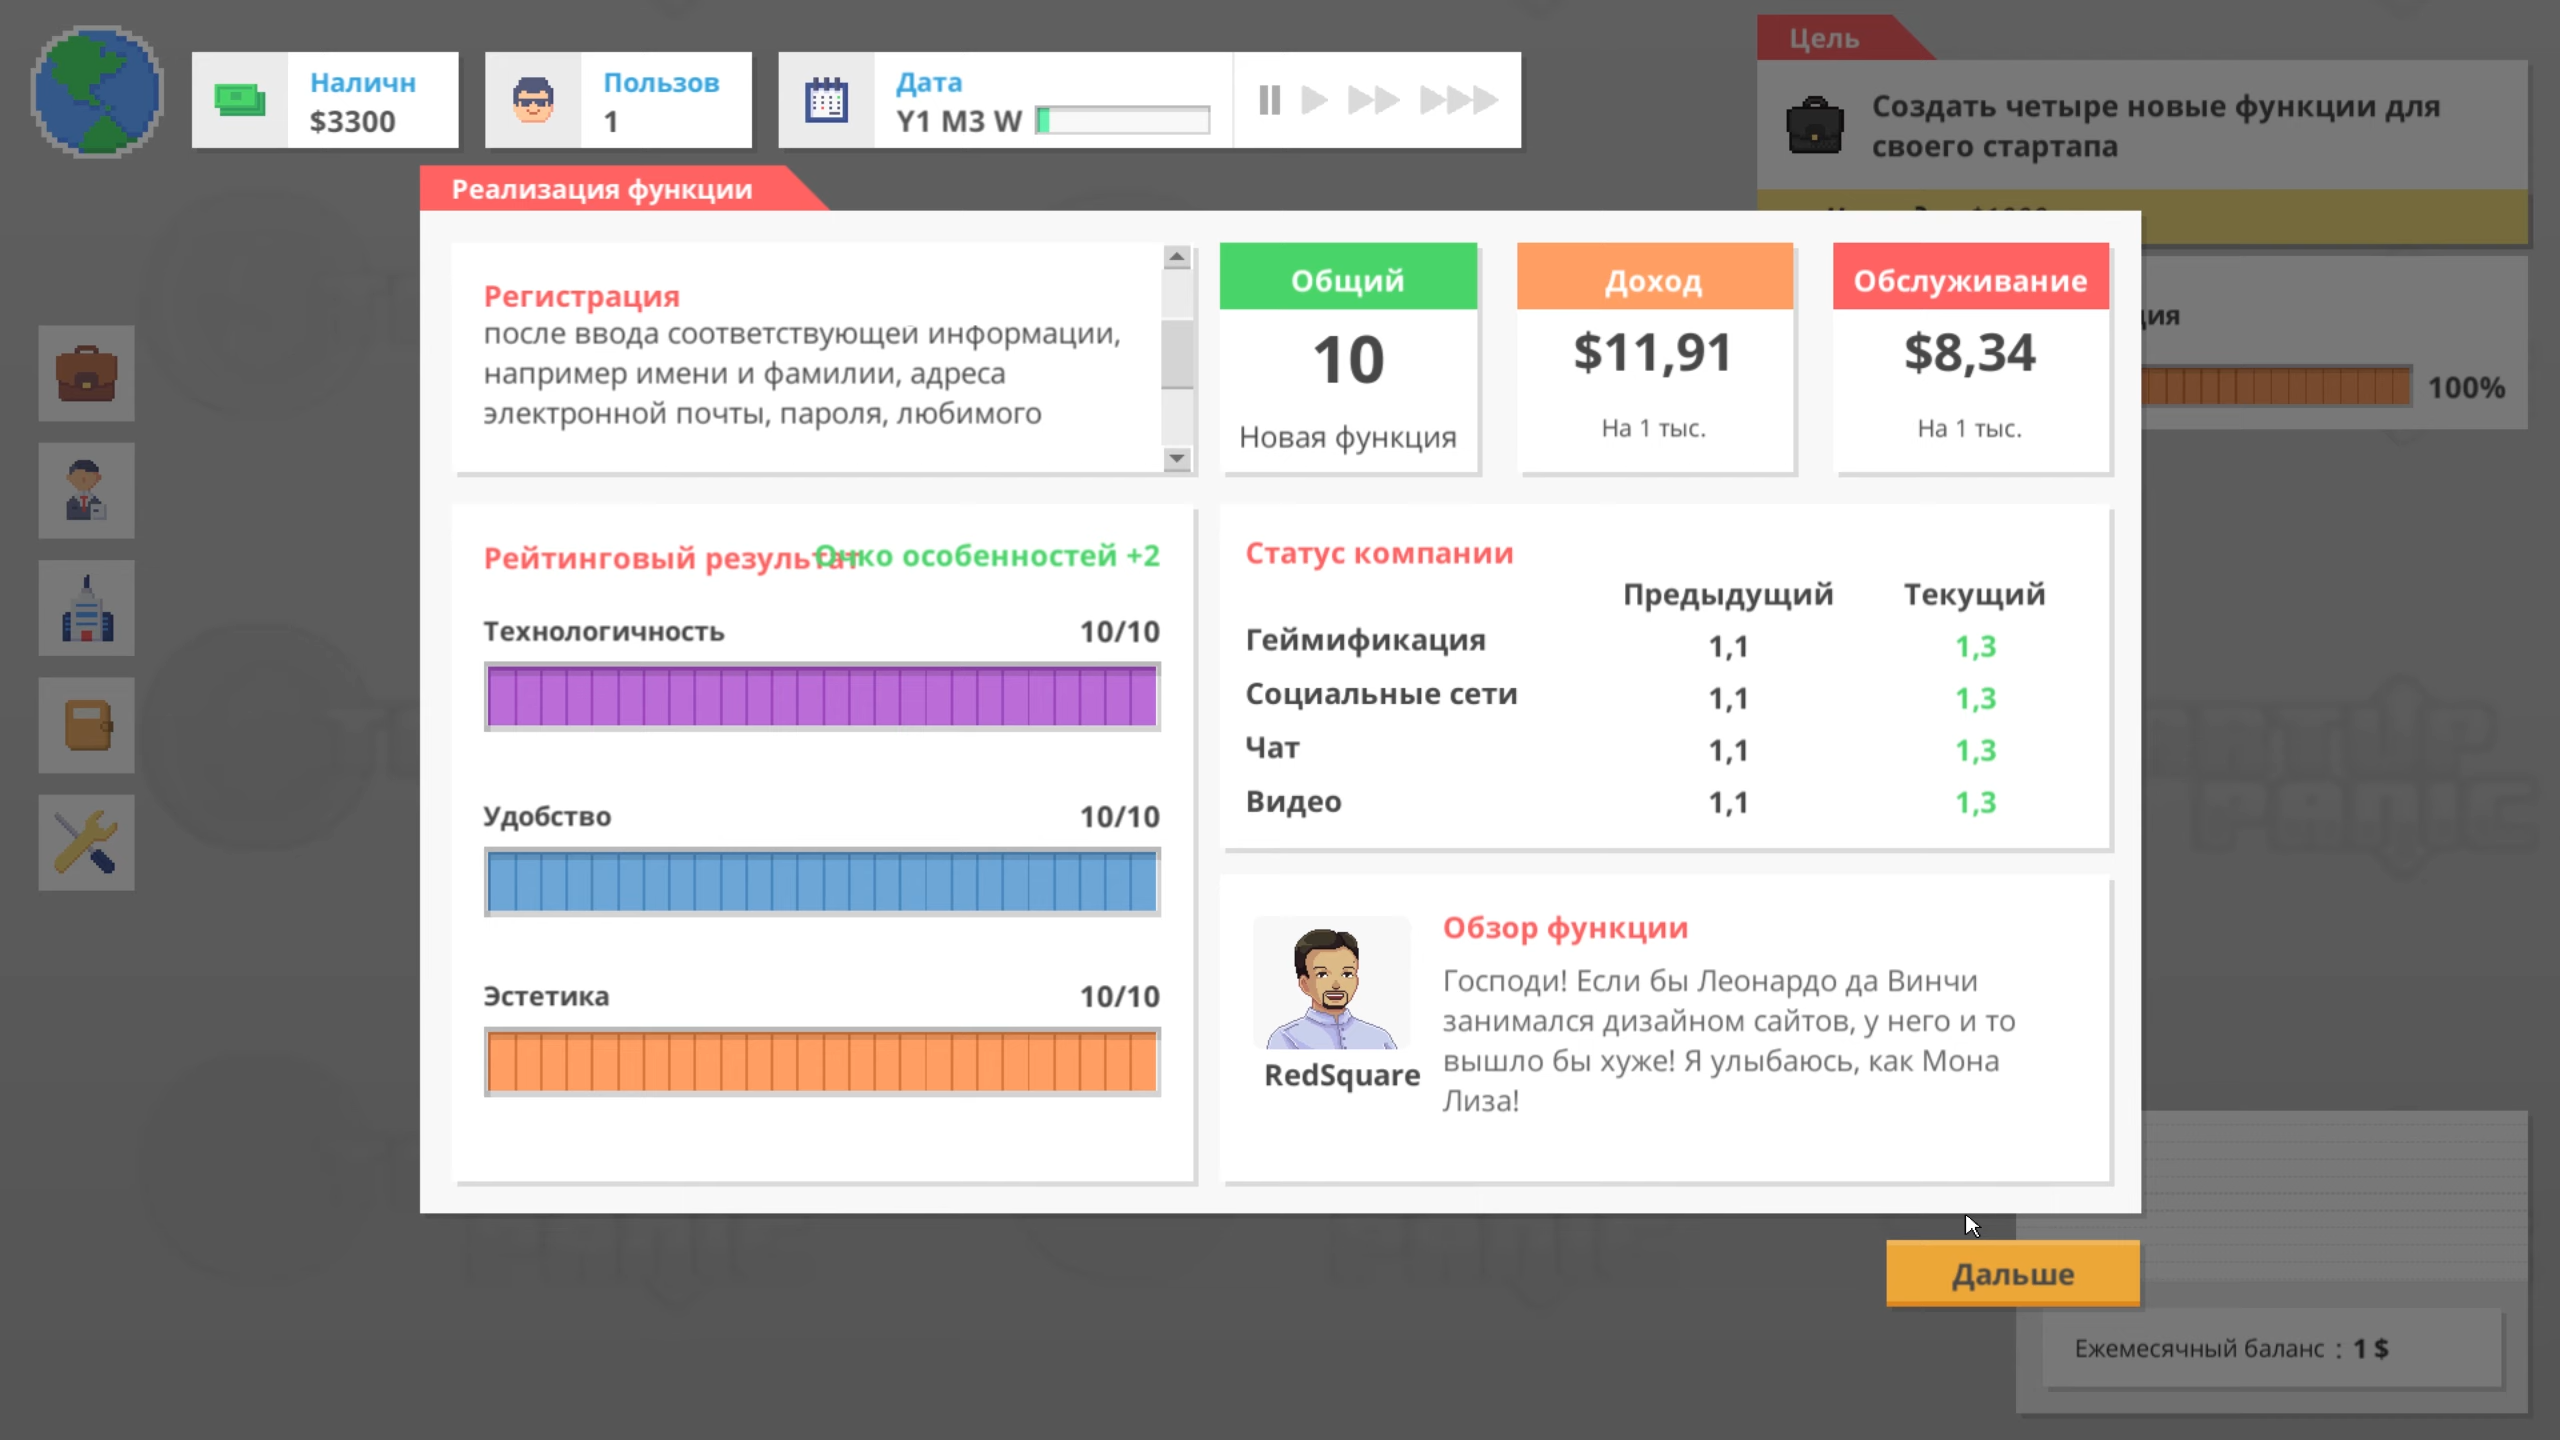 Наличн
$3300
Пользов
1
Дата
Y1 M3 W
Цель
Создать четыре новые функции для
своего стартапа
Реализация функции
Регистрация
после ввода соответствующей информации,
например имени и фамилии, адреса
электронной почты, пароля, любимого
Общий
10
Новая функция
Доход
$11,91
На 1 тыс.
Обслуживание
$8,34
На 1 тыс.
100%
Рейтинговый результат
Очко особенностей +2
Технологичность 10/10
Удобство 10/10
Эстетика 10/10
Статус компании
Предыдущий Текущий
Геймификация 1,1 1,3
Социальные сети 1,1 1,3
Чат 1,1 1,3
Видео 1,1 1,3
Обзор функции
Господи! Если бы Леонардо да Винчи
занимался дизайном сайтов, у него и то
вышло бы хуже! Я улыбаюсь, как Мона
Лиза!
RedSquare
Дальше
Ежемесячный баланс : 1 $